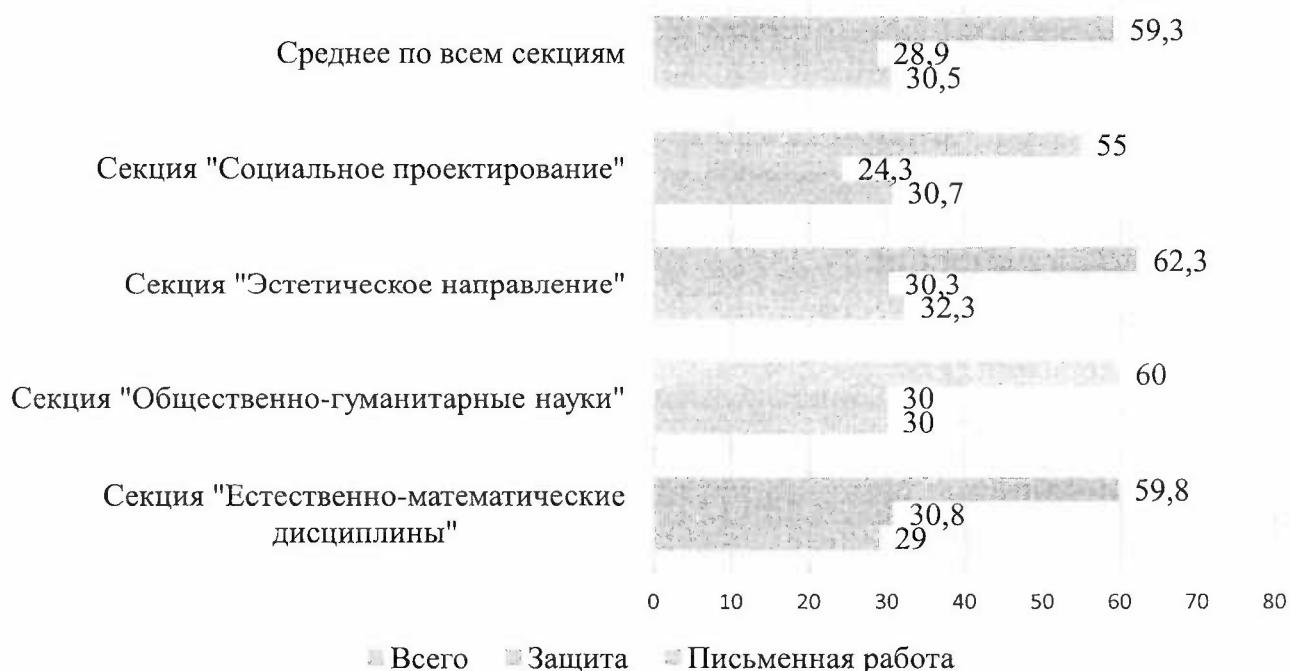 Среднее по всем секциям
59,3
28,9
30,5
Секция "Социальное проектирование"
55
24,3
30,7
Секция "Эстетическое направление"
62,3
30,3
32,3
Секция "Общественно-гуманитарные науки"
60
30
30
Секция "Естественно-математические
дисциплины"
59,8
30,8
29
0 10 20 30 40 50 60 70 80
Всего Защита Письменная работа